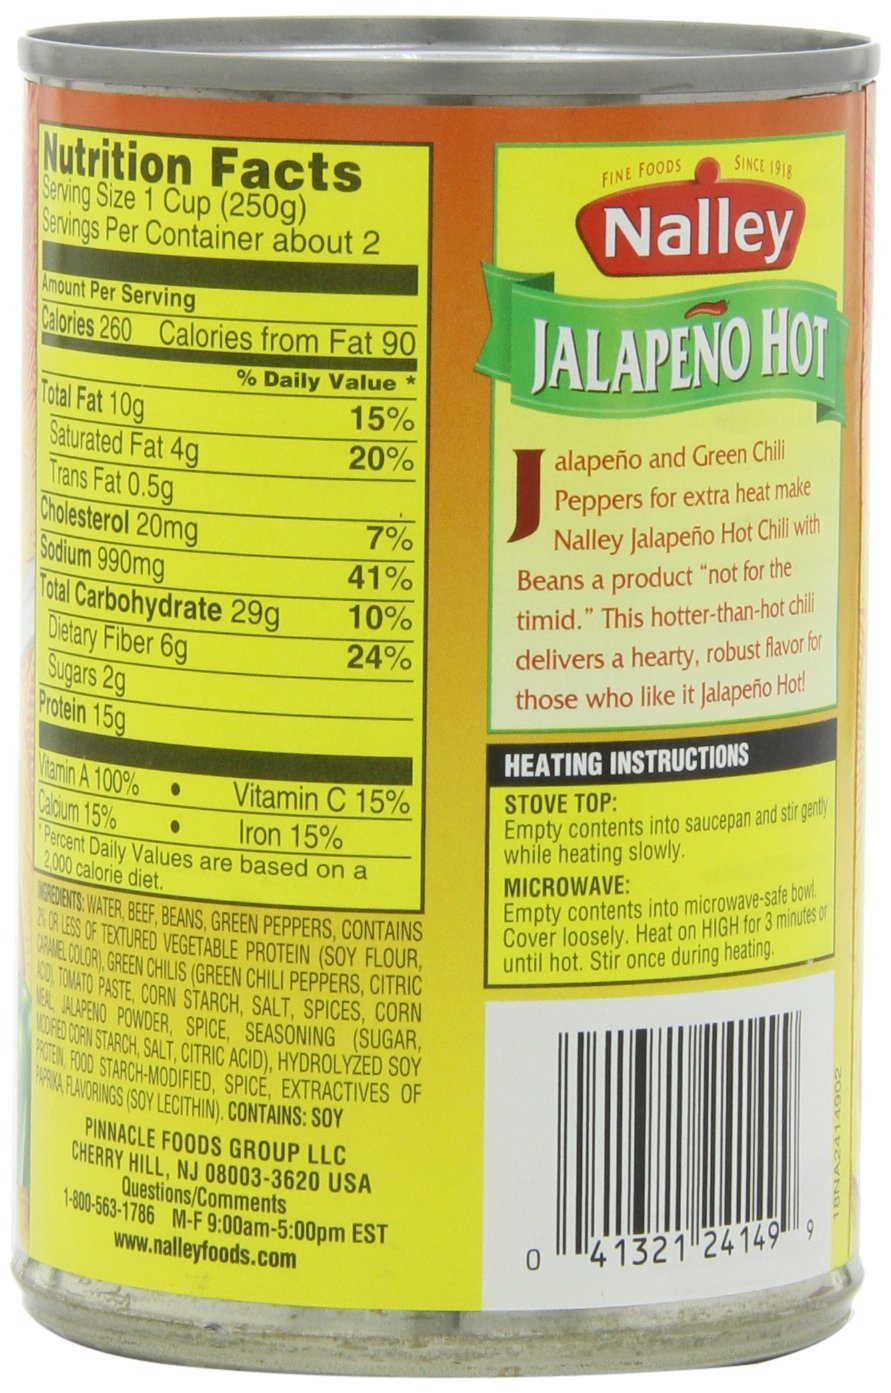 Nutrition Facts
Serving Size 1 Cup (250g)
Servings Per Container about 2
Amount Per Serving
Calories 260 Calories from Fat 90
% Daily Value *
Total Fat 10g 15%
Saturated Fat 4g 20%
Trans Fat 0.5g
Cholesterol 20mg 7%
Sodium 990mg 41%
Total Carbohydrate 29g 10%
Dietary Fiber 6g 24%
Sugars 2g
Protein 15g
Vitamin A 100% • Vitamin C 15%
Calcium 15% • Iron 15%
* Percent Daily Values are based on a
2,000 calorie diet.
INGREDIENTS: WATER, BEEF, BEANS, GREEN PEPPERS, CONTAINS
2% OR LESS OF TEXTURED VEGETABLE PROTEIN (SOY FLOUR,
CARAMEL COLOR), GREEN CHILIS (GREEN CHILI PEPPERS, CITRIC
ACID), TOMATO PASTE, CORN STARCH, SALT, SPICES, CORN
MEAL, JALAPENO POWDER, SPICE, SEASONING (SUGAR,
MODIFIED CORN STARCH, SALT, CITRIC ACID), HYDROLYZED SOY
PROTEIN, FOOD STARCH-MODIFIED, SPICE, EXTRACTIVES OF
PAPRIKA, FLAVORINGS (SOY LECITHIN). CONTAINS: SOY
PINNACLE FOODS GROUP LLC
CHERRY HILL, NJ 08003-3620 USA
Questions/Comments
1-800-563-1786 M-F 9:00am-5:00pm EST
www.nalleyfoods.com
FINE FOODS SINCE 1918
Nalley
JALAPEÑO HOT
Jalapeño and Green Chili
Peppers for extra heat make
Nalley Jalapeño Hot Chili with
Beans a product “not for the
timid.” This hotter-than-hot chili
delivers a hearty, robust flavor for
those who like it Jalapeño Hot!
HEATING INSTRUCTIONS
STOVE TOP:
Empty contents into saucepan and stir gently
while heating slowly.
MICROWAVE:
Empty contents into microwave-safe bowl.
Cover loosely. Heat on HIGH for 3 minutes or
until hot. Stir once during heating.
0 41321 24149 9
18NA2414902